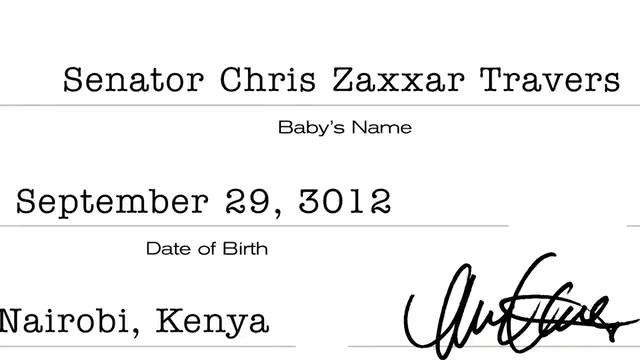 Senator Chris Zaxxar Travers
Baby's Name
September 29, 3012
Date of Birth
Nairobi, Kenya